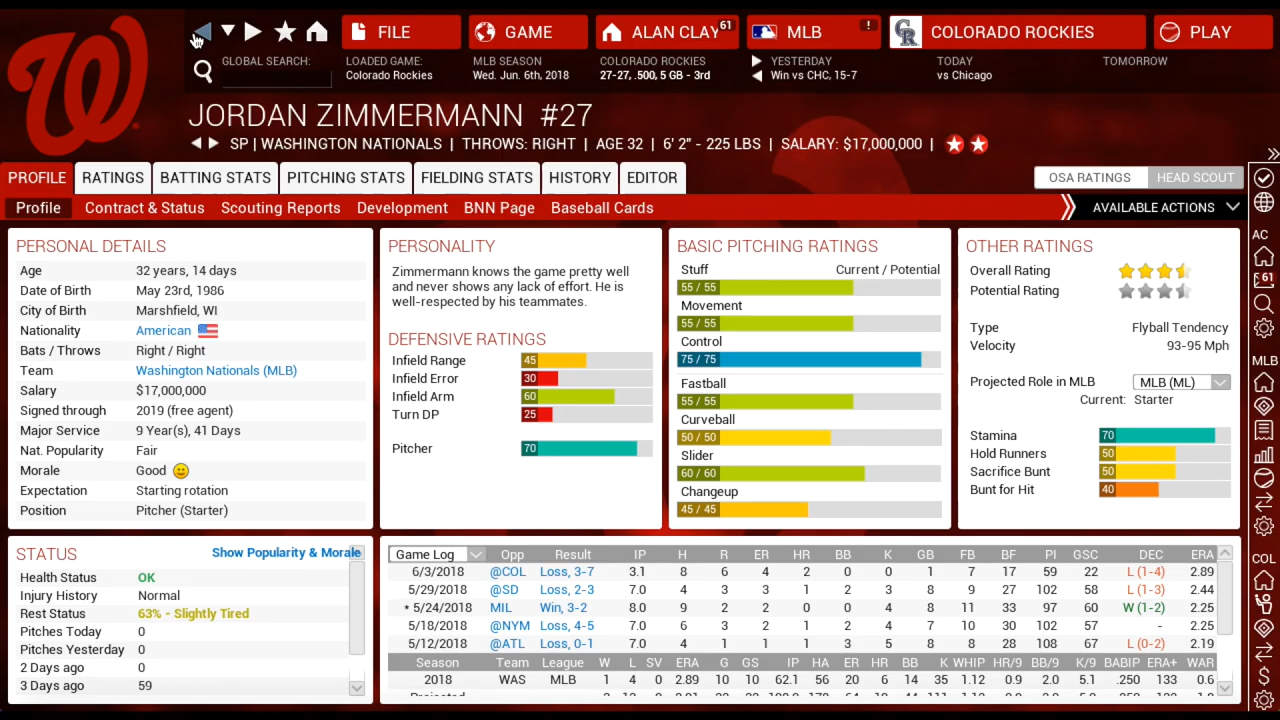 FILE GAME ALAN CLAY 61 MLB ! COLORADO ROCKIES PLAY
GLOBAL SEARCH: LOADED GAME: MLB SEASON COLORADO ROCKIES YESTERDAY TODAY TOMORROW
Colorado Rockies Wed. Jun. 6th, 2018 27-27, .500, 5 GB - 3rd Win vs CHC, 15-7 vs Chicago
JORDAN ZIMMERMANN #27
SP | WASHINGTON NATIONALS | THROWS: RIGHT | AGE 32 | 6' 2" - 225 LBS | SALARY: $17,000,000 |
PROFILE RATINGS BATTING STATS PITCHING STATS FIELDING STATS HISTORY EDITOR OSA RATINGS HEAD SCOUT
Profile Contract & Status Scouting Reports Development BNN Page Baseball Cards AVAILABLE ACTIONS
PERSONAL DETAILS
Age 32 years, 14 days
Date of Birth May 23rd, 1986
City of Birth Marshfield, WI
Nationality American
Bats / Throws Right / Right
Team Washington Nationals (MLB)
Salary $17,000,000
Signed through 2019 (free agent)
Major Service 9 Year(s), 41 Days
Nat. Popularity Fair
Morale Good
Expectation Starting rotation
Position Pitcher (Starter)
PERSONALITY
Zimmermann knows the game pretty well
and never shows any lack of effort. He is
well-respected by his teammates.
DEFENSIVE RATINGS
Infield Range 45
Infield Error 30
Infield Arm 60
Turn DP 25
Pitcher 70
BASIC PITCHING RATINGS
Stuff Current / Potential
55 / 55
Movement
55 / 55
Control
75 / 75
Fastball
55 / 55
Curveball
50 / 50
Slider
60 / 60
Changeup
45 / 45
OTHER RATINGS
Overall Rating
Potential Rating
Type Flyball Tendency
Velocity 93-95 Mph
Projected Role in MLB MLB (ML)
Current: Starter
Stamina 70
Hold Runners 50
Sacrifice Bunt 50
Bunt for Hit 40
STATUS Show Popularity & Morale
Health Status OK
Injury History Normal
Rest Status 63% - Slightly Tired
Pitches Today 0
Pitches Yesterday 0
2 Days ago 0
3 Days ago 59
Game Log Opp Result IP H R ER HR BB K GB FB BF PI GSC DEC ERA
6/3/2018 @COL Loss, 3-7 3.1 8 6 4 2 0 0 1 7 17 59 22 L (1-4) 2.89
5/29/2018 @SD Loss, 2-3 7.0 4 3 3 1 2 3 8 9 27 102 58 L (1-3) 2.44
* 5/24/2018 MIL Win, 3-2 8.0 9 2 2 0 0 4 8 11 33 97 60 W (1-2) 2.25
5/18/2018 @NYM Loss, 4-5 7.0 6 3 2 1 2 4 7 10 30 102 57 - 2.25
5/12/2018 @ATL Loss, 0-1 7.0 4 1 1 1 3 5 8 8 28 108 67 L (0-2) 2.19
Season Team League W L SV ERA G GS IP HA ER HR BB K WHIP HR/9 BB/9 K/9 BABIP ERA+ WAR
2018 WAS MLB 1 4 0 2.89 10 10 62.1 56 20 6 14 35 1.12 0.9 2.0 5.1 .250 133 0.6
AC
61
MLB
COL